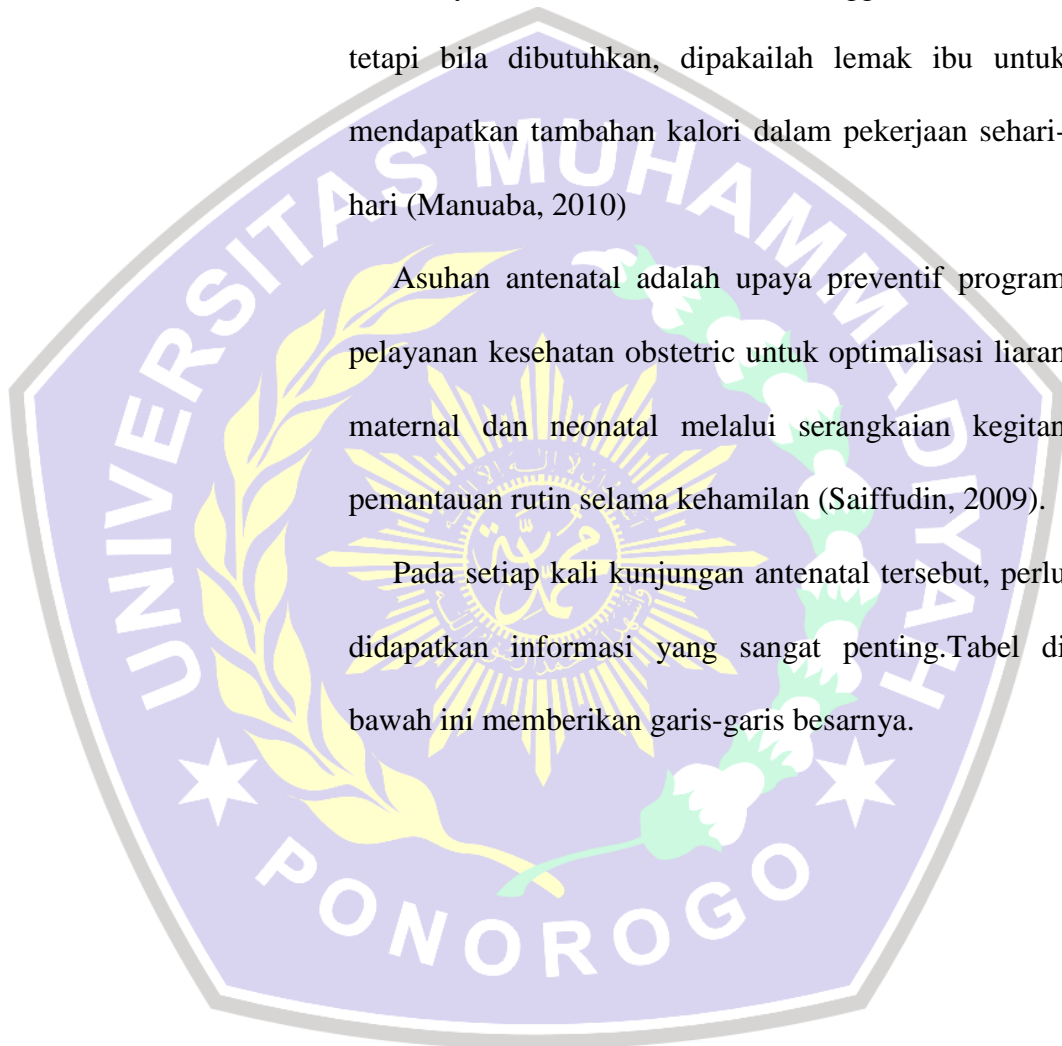 tetapi bila dibutuhkan, dipakailah lemak ibu untuk
mendapatkan tambahan kalori dalam pekerjaan sehari-
hari (Manuaba, 2010)
Asuhan antenatal adalah upaya preventif program
pelayanan kesehatan obstetric untuk optimalisasi liaran
maternal dan neonatal melalui serangkaian kegitan
pemantauan rutin selama kehamilan (Saiffudin, 2009).
Pada setiap kali kunjungan antenatal tersebut, perlu
didapatkan informasi yang sangat penting.Tabel di
bawah ini memberikan garis-garis besarnya.
UNIVERSITAS MUHAMMADIYAH
PONOROGO